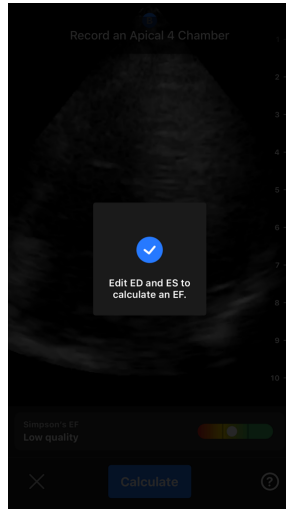 Record an Apical 4 Chamber
1
2
3
4
5
6
7
8
9
10
Edit ED and ES to
calculate an EF.
Simpson's EF
Low quality
Calculate
?